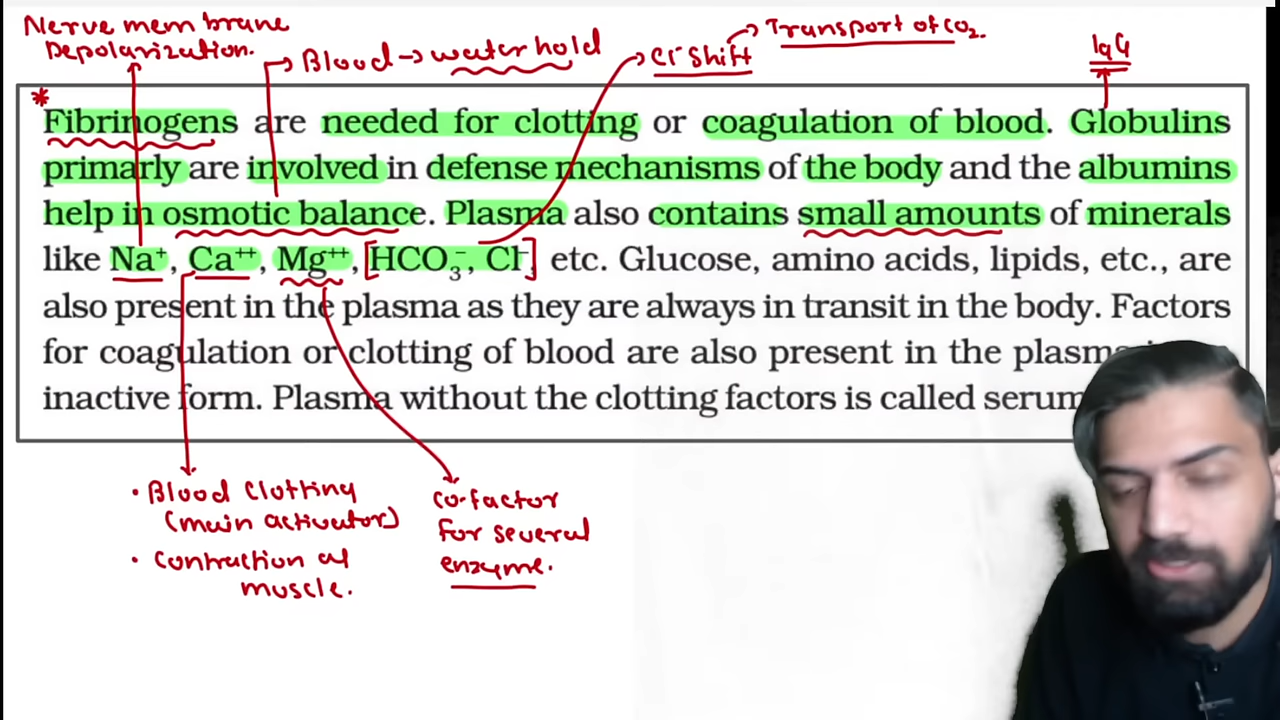 Nerve membrane
Depolarization.
Blood → water hold
Cl⁻ Shift
Transport of CO₂.
IgG
*
Fibrinogens are needed for clotting or coagulation of blood. Globulins
primarly are involved in defense mechanisms of the body and the albumins
help in osmotic balance. Plasma also contains small amounts of minerals
like Na⁺, Ca⁺⁺, Mg⁺⁺, [HCO₃⁻, Cl⁻] etc. Glucose, amino acids, lipids, etc., are
also present in the plasma as they are always in transit in the body. Factors
for coagulation or clotting of blood are also present in the plasma
inactive form. Plasma without the clotting factors is called serum
• Blood Clotting
(main activator)
• Contraction of
muscle.
Co-factor
For several
enzyme.